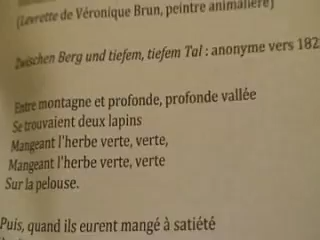 (Levrette de Véronique Brun, peintre animalière)
Zwischen Berg und tiefem, tiefem Tal : anonyme vers 182
Entre montagne et profonde, profonde vallée
Se trouvaient deux lapins
Mangeant l'herbe verte, verte,
Mangeant l'herbe verte, verte
Sur la pelouse.
Puis, quand ils eurent mangé à satiété